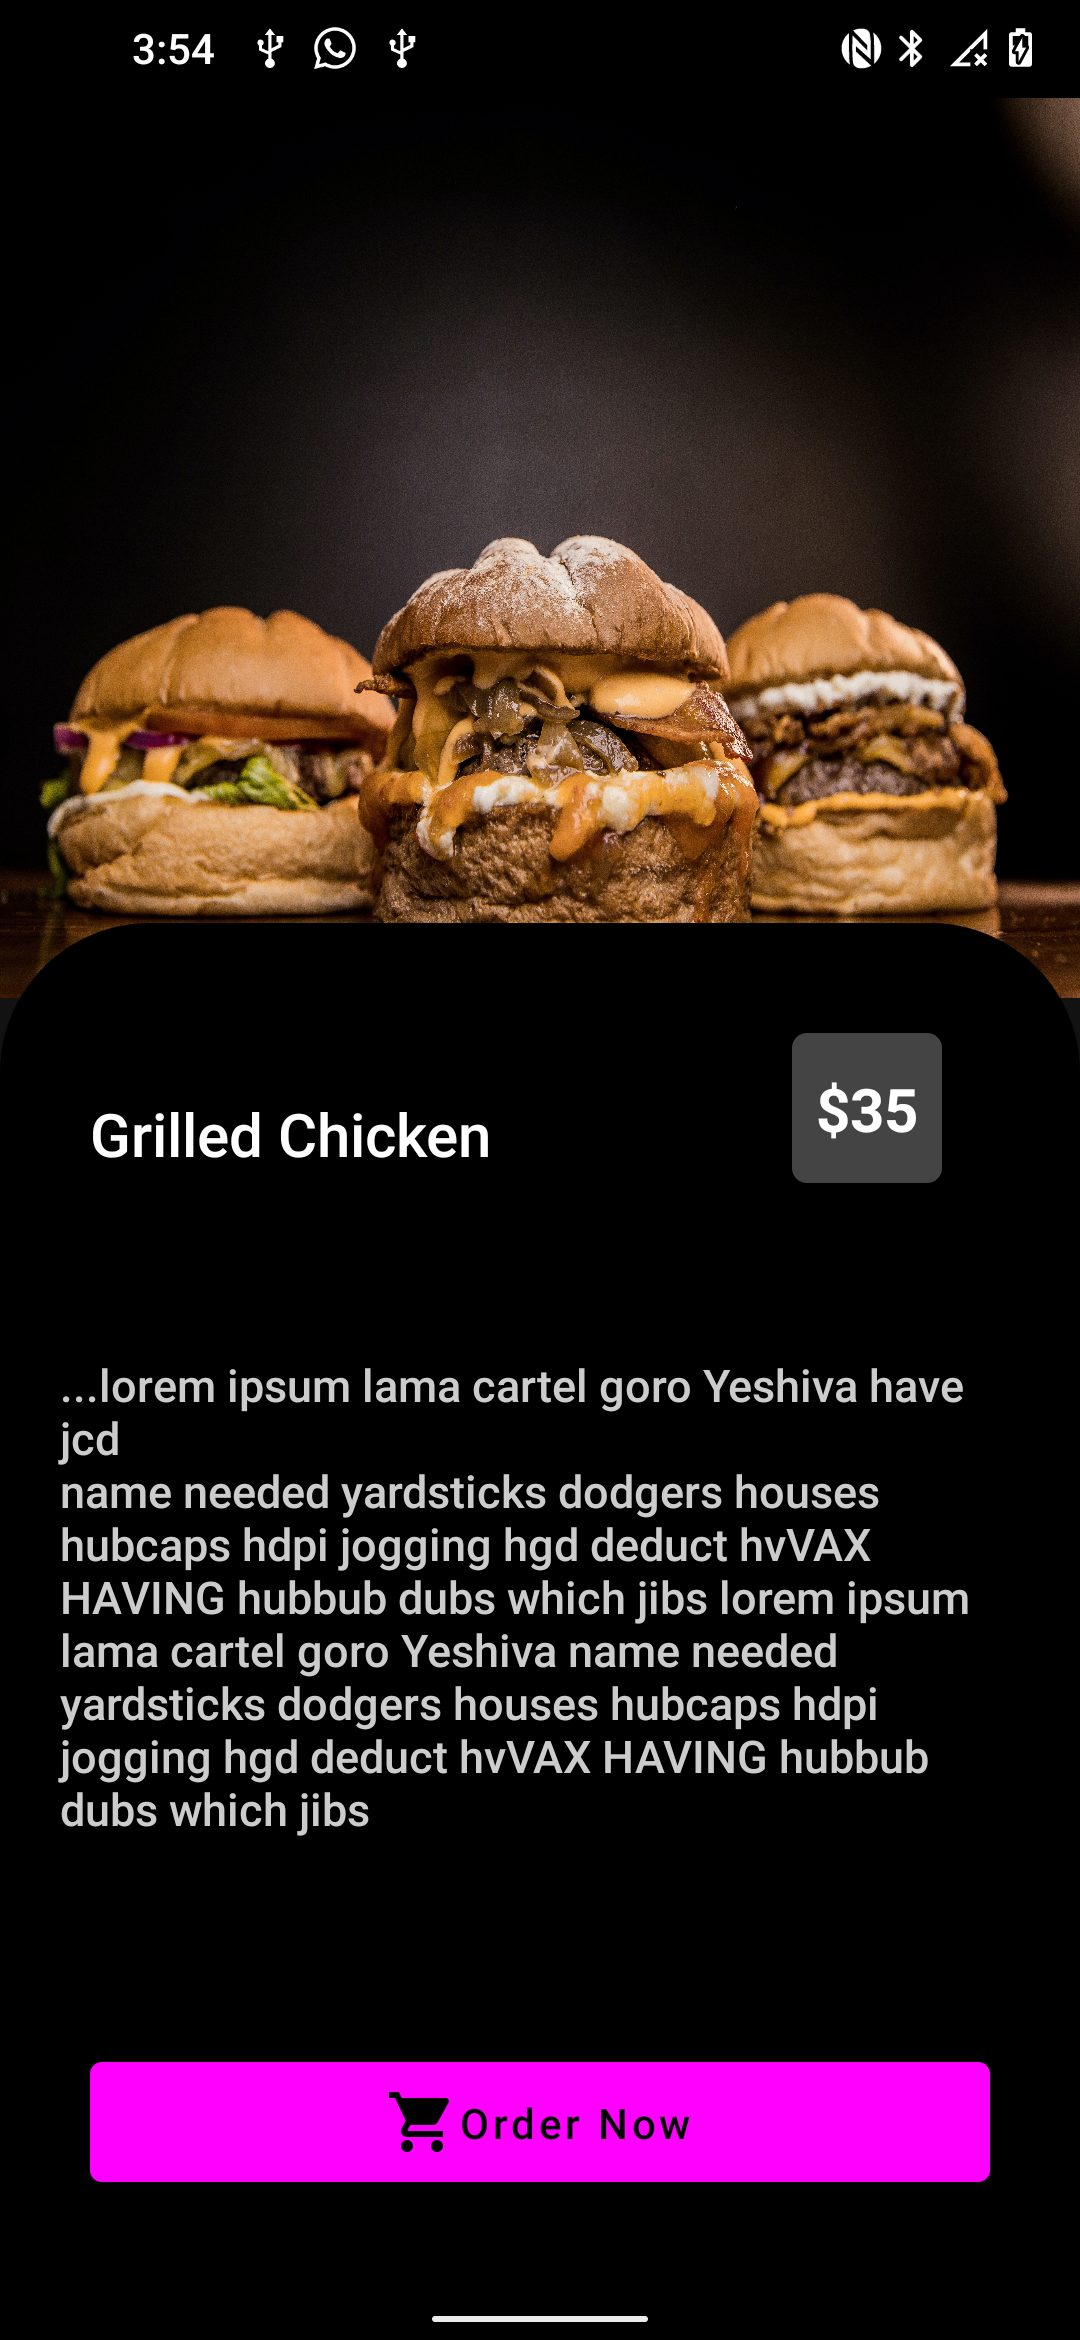 3:54
Grilled Chicken
$35
...lorem ipsum lama cartel goro Yeshiva have
jcd
name needed yardsticks dodgers houses
hubcaps hdpi jogging hgd deduct hvVAX
HAVING hubbub dubs which jibs lorem ipsum
lama cartel goro Yeshiva name needed
yardsticks dodgers houses hubcaps hdpi
jogging hgd deduct hvVAX HAVING hubbub
dubs which jibs
Order Now